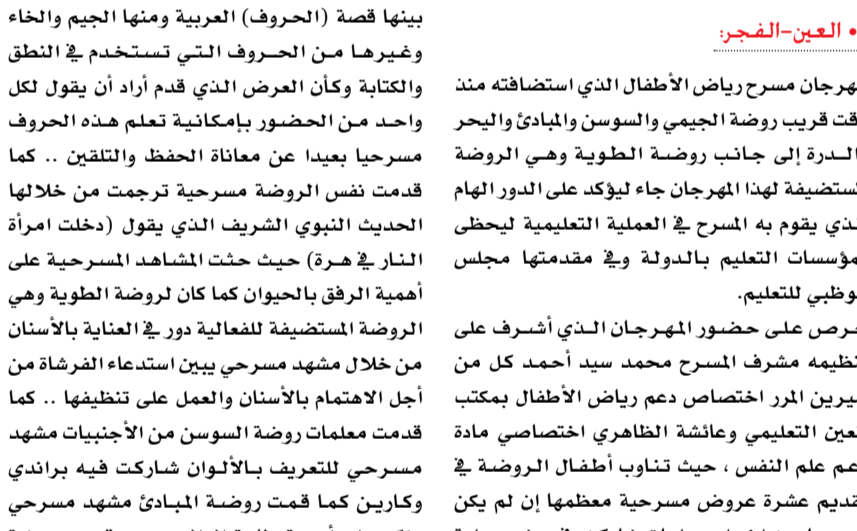 • العين-الفجر:
هرجان مسرح رياض الأطفال الذي استضافته منذ
قت قريب روضة الجيمي والسوسن والمبادئ واليحر
الدرة إلى جانب روضة الطوية وهي الروضة
ستضيفة لهذا المهرجان جاء ليؤكد على الدور الهام
ذي يقوم به المسرح في العملية التعليمية ليحظى
مؤسسات التعليم بالدولة وفي مقدمتها مجلس
وظبي للتعليم.
حرص على حضور المهرجان الذي أشرف على
نظيمه مشرف المسرح محمد سيد أحمد كل من
يرين المرر اختصاص دعم رياض الأطفال بمكتب
لعين التعليمي وعائشة الظاهري اختصاصي مادة
عم علم النفس ، حيث تناوب أطفال الروضة في
قديم عشرة عروض مسرحية معظمها إن لم يكن
بينها قصة (الحروف) العربية ومنها الجيم والخاء
وغيرها من الحروف التي تستخدم في النطق
والكتابة وكأن العرض الذي قدم أراد أن يقول لكل
واحد من الحضور بإمكانية تعلم هذه الحروف
مسرحيا بعيدا عن معاناة الحفظ والتلقين .. كما
قدمت نفس الروضة مسرحية ترجمت من خلالها
الحديث النبوي الشريف الذي يقول (دخلت امرأة
النار في هرة) حيث حثت المشاهد المسرحية على
أهمية الرفق بالحيوان كما كان لروضة الطوية وهي
الروضة المستضيفة للفعالية دور في العناية بالأسنان
من خلال مشهد مسرحي يبين استدعاء الفرشاة من
أجل الاهتمام بالأسنان والعمل على تنظيفها .. كما
قدمت معلمات روضة السوسن من الأجنبيات مشهد
مسرحي للتعريف بالألوان شاركت فيه براندي
وكارين كما قمت روضة المبادئ مشهد مسرحي